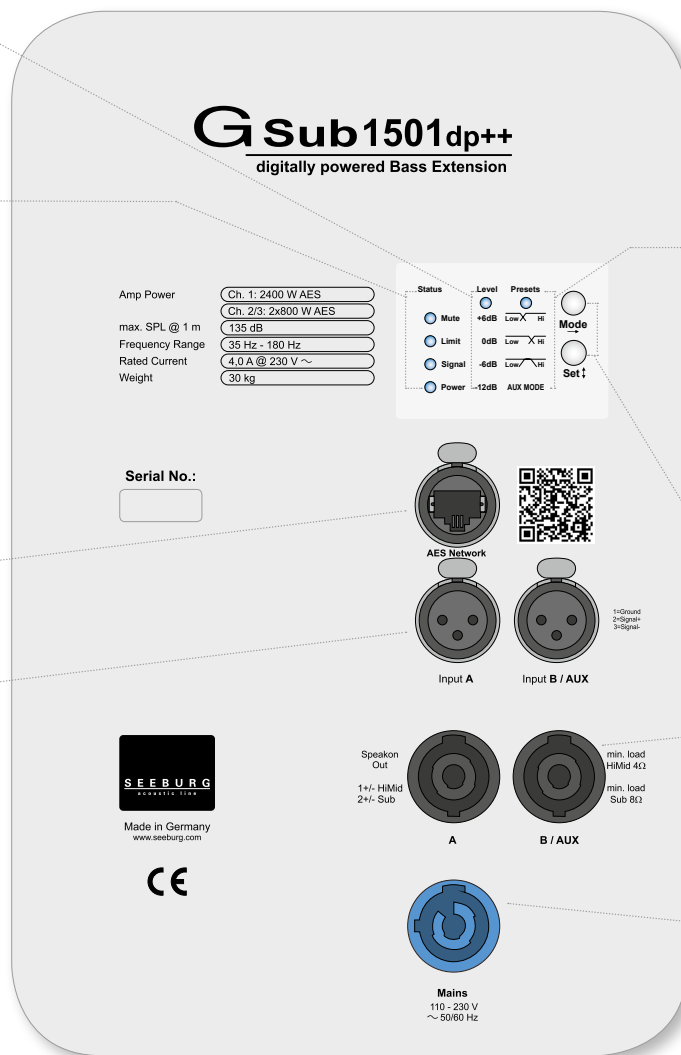 G Sub1501dp++
digitally powered Bass Extension
Amp Power
Ch. 1: 2400 W AES
Ch. 2/3: 2x800 W AES
max. SPL @ 1 m
135 dB
Frequency Range
35 Hz - 180 Hz
Rated Current
4,0 A @ 230 V ~
Weight
30 kg
Status
Level
Presets
Mute
+6dB
Low Hi
Limit
0dB
Low Hi
Signal
-6dB
Low Hi
Power
-12dB
AUX MODE
Mode
→
Set ↕
Serial No.:
AES Network
1=Ground
2=Signal+
3=Signal-
Input A
Input B / AUX
Speakon
Out
1+/- HiMid
2+/- Sub
min. load
HiMid 4Ω
min. load
Sub 8Ω
A
B / AUX
SEEBURG
acoustic line
Made in Germany
www.seeburg.com
CE
Mains
110 - 230 V
~ 50/60 Hz